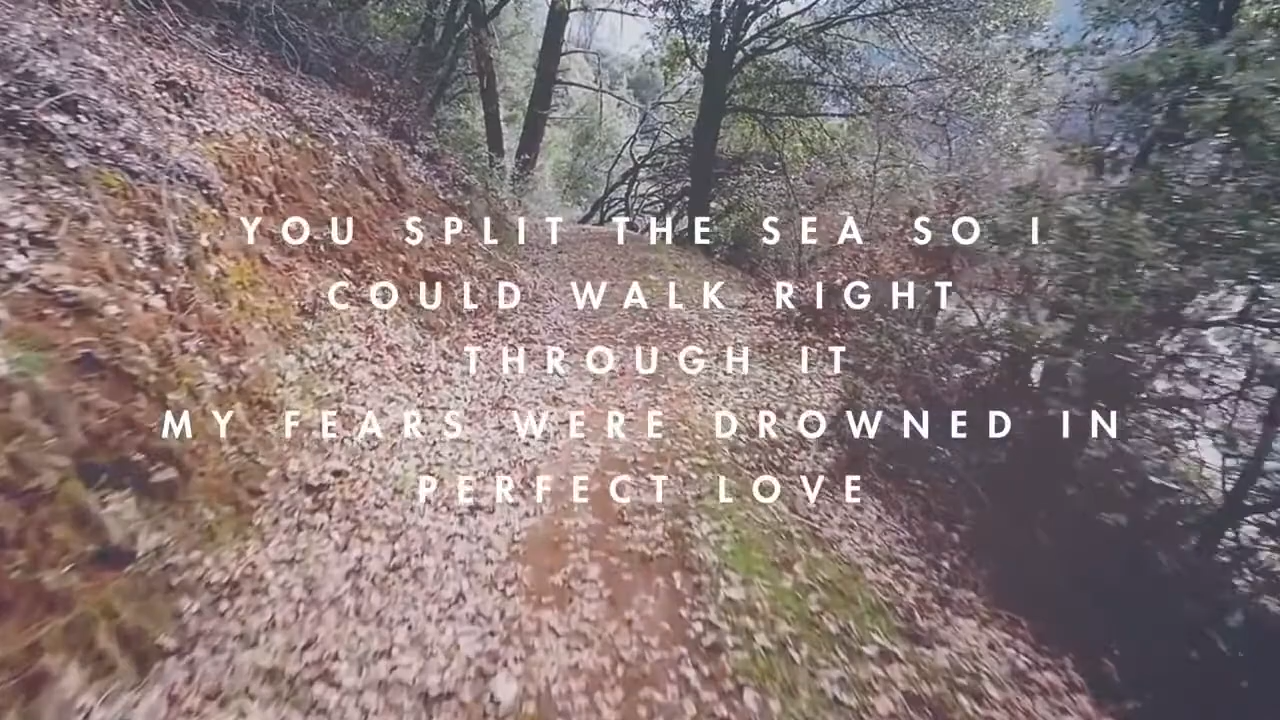 YOU SPLIT THE SEA SO I
COULD WALK RIGHT
THROUGH IT
MY FEARS WERE DROWNED IN
PERFECT LOVE